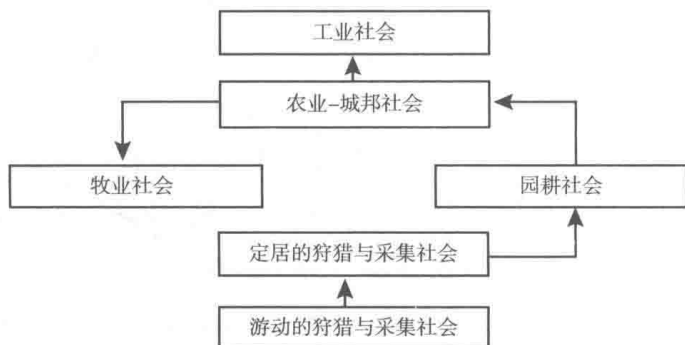 工业社会
农业-城邦社会
牧业社会
园耕社会
定居的狩猎与采集社会
游动的狩猎与采集社会